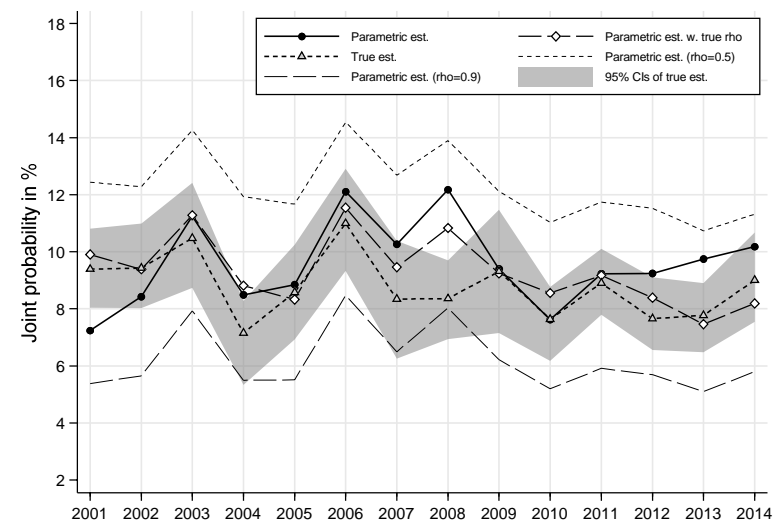 Parametric est.
Parametric est. w. true rho
True est.
Parametric est. (rho=0.5)
Parametric est. (rho=0.9)
95% CIs of true est.
Joint probability in %
18
16
14
12
10
8
6
4
2
2001 2002 2003 2004 2005 2006 2007 2008 2009 2010 2011 2012 2013 2014